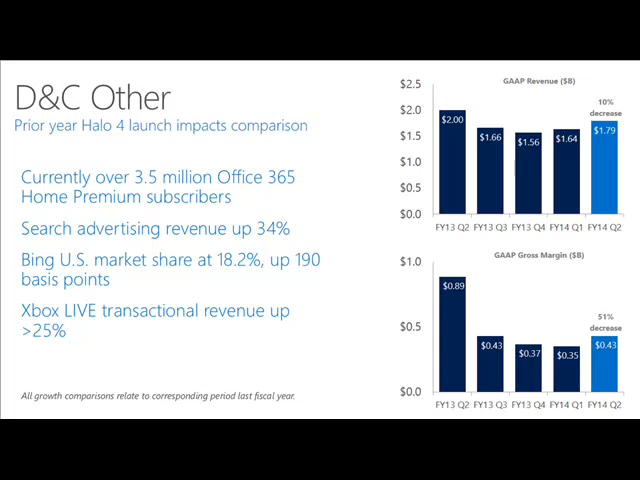 D&C Other
Prior year Halo 4 launch impacts comparison
Currently over 3.5 million Office 365
Home Premium subscribers
Search advertising revenue up 34%
Bing U.S. market share at 18.2%, up 190
basis points
Xbox LIVE transactional revenue up
>25%
All growth comparisons relate to corresponding period last fiscal year.
GAAP Revenue ($B)
$2.5
$2.0
$1.5
$1.0
$0.5
$0.0
$2.00
$1.66
$1.56
$1.64
10%
decrease
$1.79
FY13 Q2 FY13 Q3 FY13 Q4 FY14 Q1 FY14 Q2
GAAP Gross Margin ($B)
$1.0
$0.5
$0.0
$0.89
$0.43
$0.37
$0.35
51%
decrease
$0.43
FY13 Q2 FY13 Q3 FY13 Q4 FY14 Q1 FY14 Q2